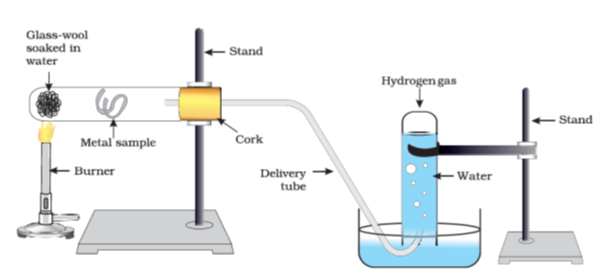 Glass-wool
soaked in
water
Stand
Metal sample
Cork
Burner
Delivery
tube
Hydrogen gas
Stand
Water